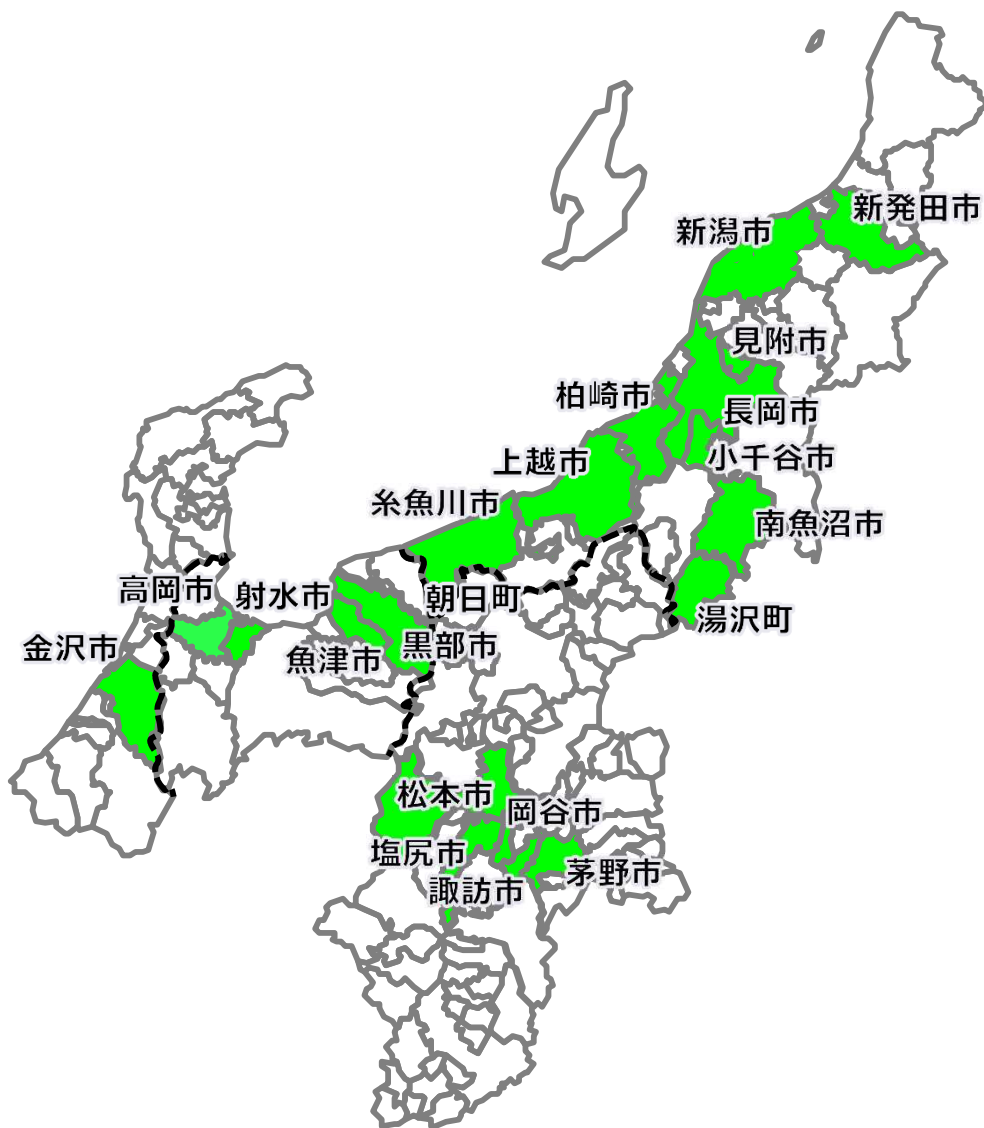 新発田市
新潟市
見附市
柏崎市
長岡市
小千谷市
上越市
糸魚川市
南魚沼市
高岡市
射水市
朝日町
湯沢町
金沢市
魚津市
黒部市
松本市
岡谷市
塩尻市
茅野市
諏訪市